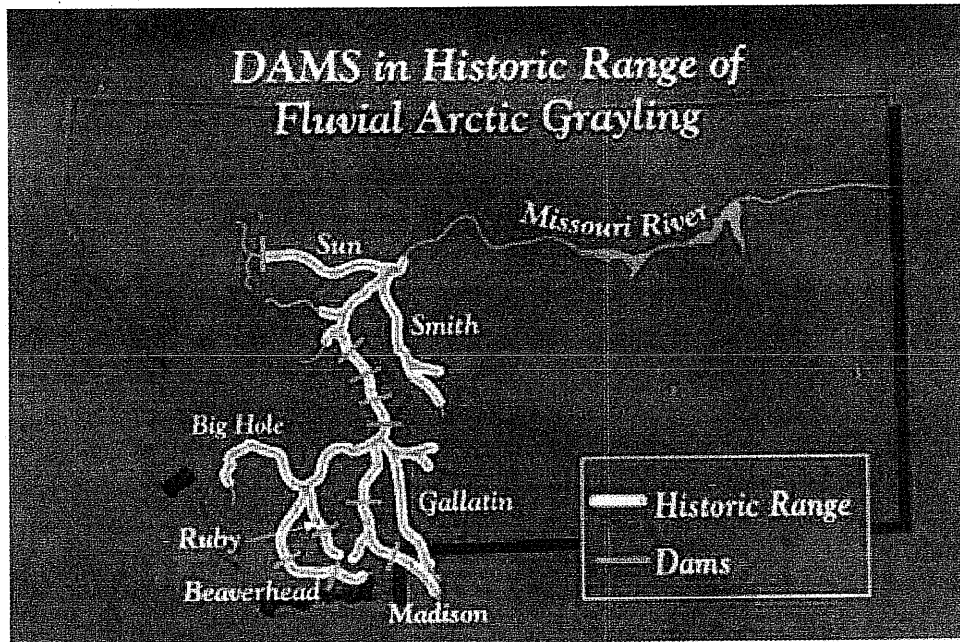 DAMS in Historic Range of
Fluvial Arctic Grayling
Missouri River
Sun
Smith
Big Hole
Gallatin
Historic Range
Ruby
Dams
Beaverhead
Madison